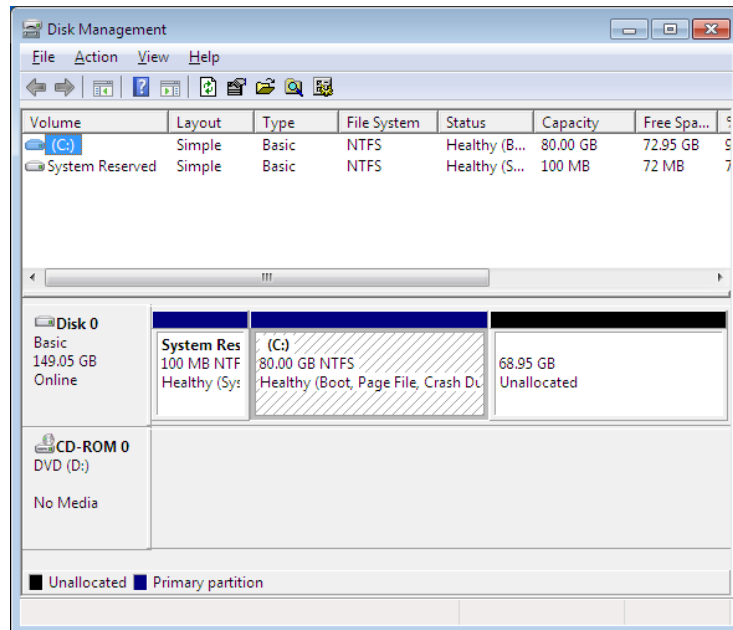 Disk Management
File Action View Help
Volume Layout Type File System Status Capacity Free Spa...
(C:) Simple Basic NTFS Healthy (B... 80.00 GB 72.95 GB 9
System Reserved Simple Basic NTFS Healthy (S... 100 MB 72 MB 7
Disk 0
Basic
149.05 GB
Online
System Res
100 MB NTF
Healthy (Sys
(C:)
80.00 GB NTFS
Healthy (Boot, Page File, Crash Du
68.95 GB
Unallocated
CD-ROM 0
DVD (D:)
No Media
Unallocated Primary partition